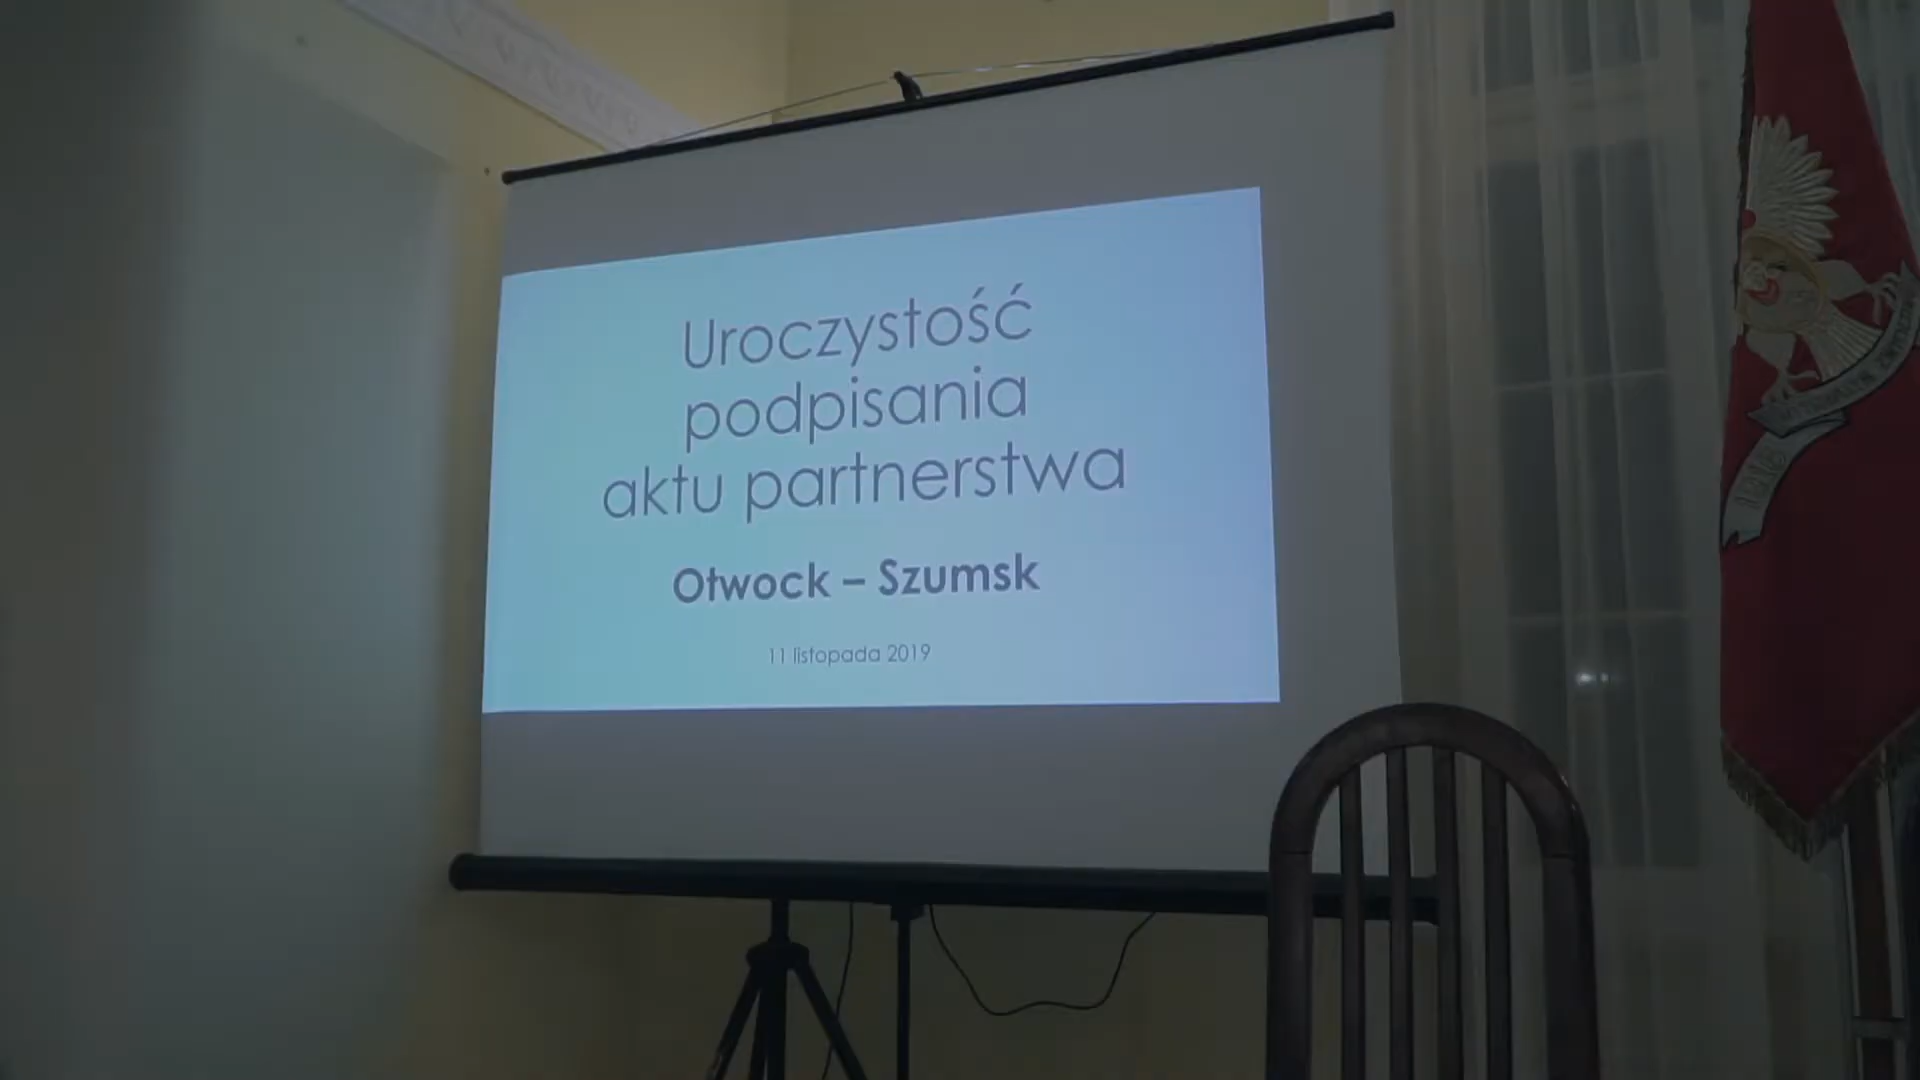 Uroczystość
podpisania
aktu partnerstwa
Otwock – Szumsk
11 listopada 2019